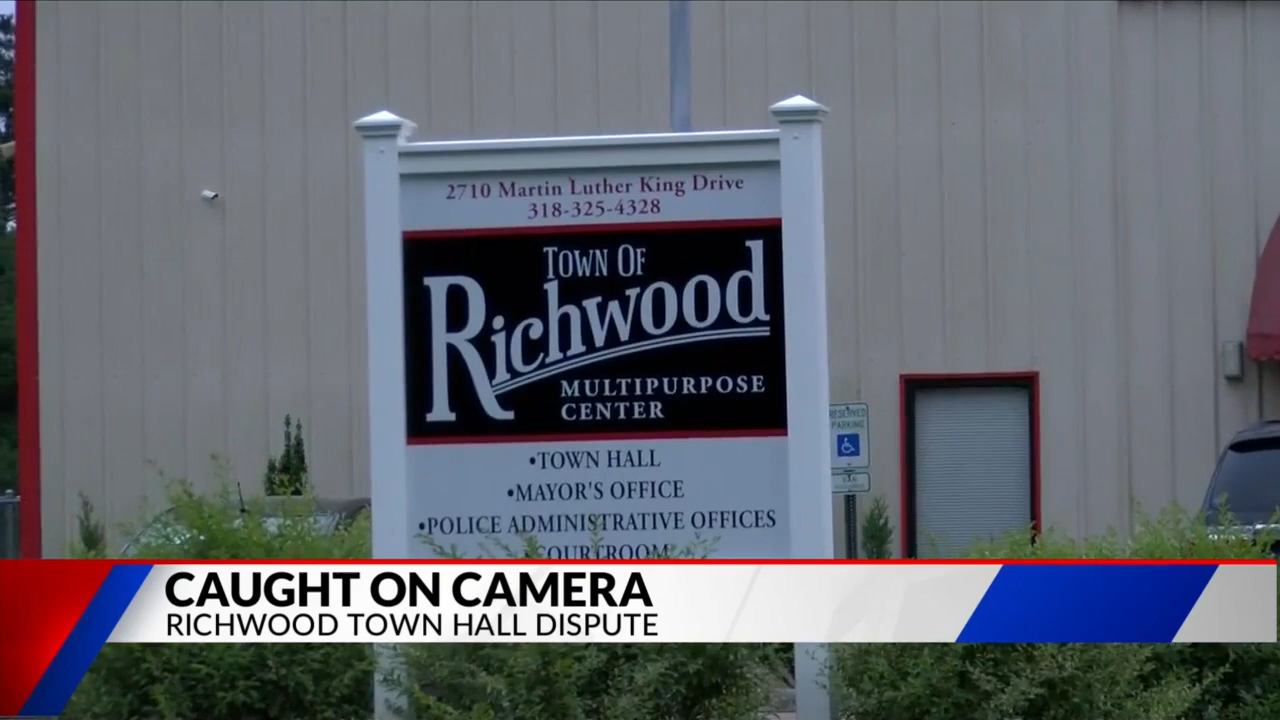 2710 Martin Luther King Drive
318-325-4328
TOWN OF
Richwood
MULTIPURPOSE
CENTER
•TOWN HALL
•MAYOR'S OFFICE
•POLICE ADMINISTRATIVE OFFICES
COURTROOM
RESERVED
PARKING
CAUGHT ON CAMERA
RICHWOOD TOWN HALL DISPUTE